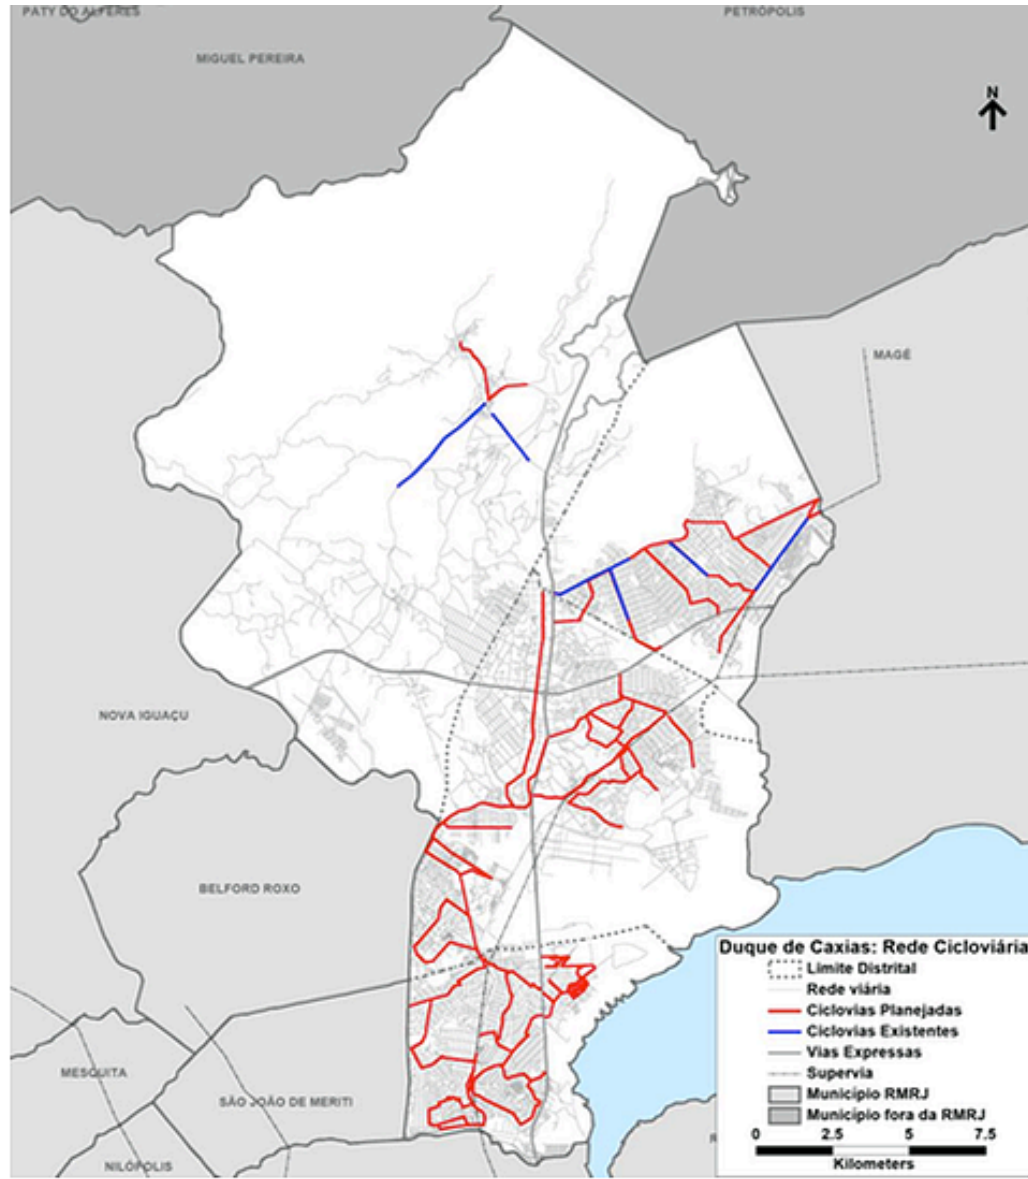 PATY DO ALFERES
PETRÓPOLIS
MIGUEL PEREIRA
N
MAGÉ
NOVA IGUAÇU
BELFORD ROXO
MESQUITA
SÃO JOÃO DE MERITI
NILÓPOLIS
Duque de Caxias: Rede Cicloviária
Limite Distrital
Rede viária
Ciclovias Planejadas
Ciclovias Existentes
Vias Expressas
Supervia
Município RMRJ
Município fora da RMRJ
0 2.5 5 7.5
Kilometers